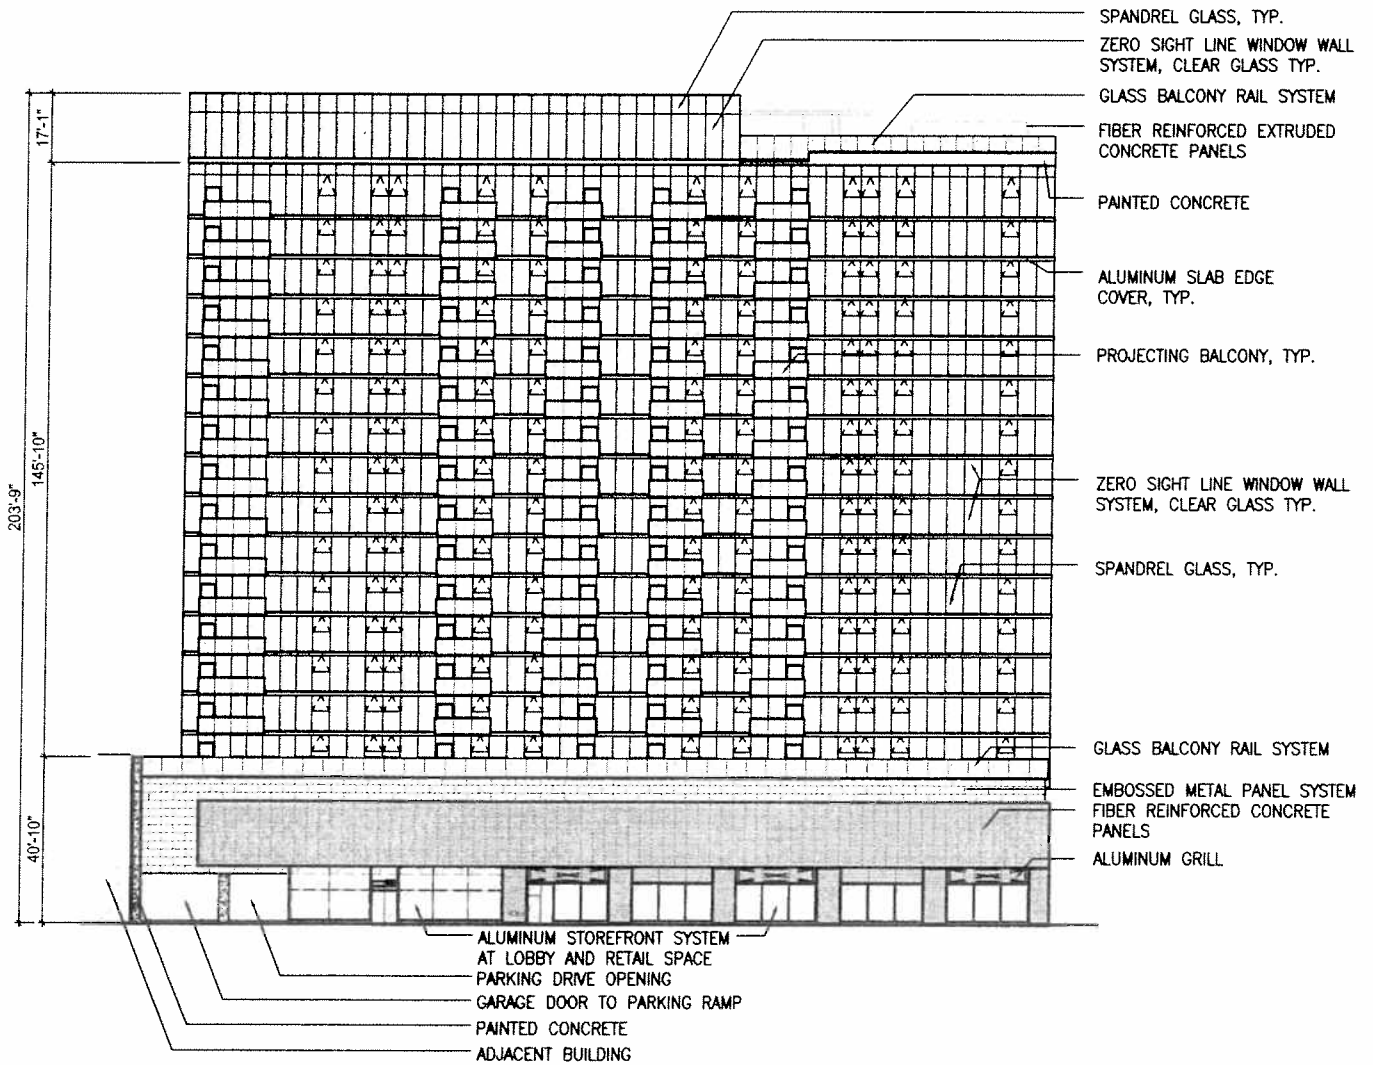 SPANDREL GLASS, TYP.
ZERO SIGHT LINE WINDOW WALL
SYSTEM, CLEAR GLASS TYP.
GLASS BALCONY RAIL SYSTEM
FIBER REINFORCED EXTRUDED
CONCRETE PANELS
PAINTED CONCRETE
ALUMINUM SLAB EDGE
COVER, TYP.
PROJECTING BALCONY, TYP.
ZERO SIGHT LINE WINDOW WALL
SYSTEM, CLEAR GLASS TYP.
SPANDREL GLASS, TYP.
GLASS BALCONY RAIL SYSTEM
EMBOSSED METAL PANEL SYSTEM
FIBER REINFORCED CONCRETE
PANELS
ALUMINUM GRILL
17'-1"
145'-10"
203'-9"
40'-10"
ALUMINUM STOREFRONT SYSTEM
AT LOBBY AND RETAIL SPACE
PARKING DRIVE OPENING
GARAGE DOOR TO PARKING RAMP
PAINTED CONCRETE
ADJACENT BUILDING